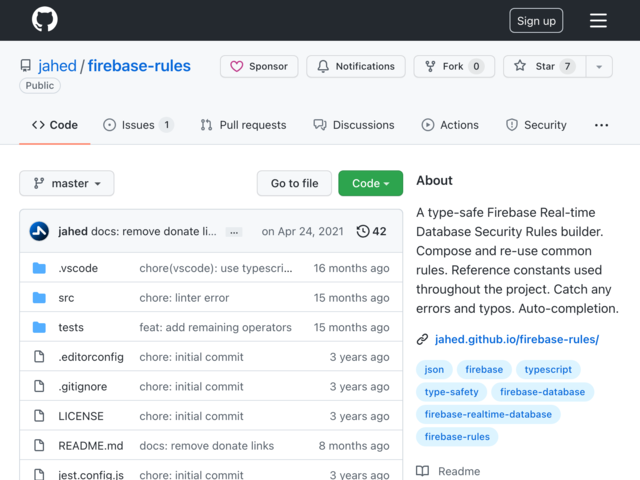 Sign up
jahed / firebase-rules
Public
Sponsor
Notifications
Fork 0
Star 7
Code
Issues 1
Pull requests
Discussions
Actions
Security
master
Go to file
Code
jahed docs: remove donate li... ... on Apr 24, 2021 42
.vscode chore(vscode): use typescri... 16 months ago
src chore: linter error 15 months ago
tests feat: add remaining operators 15 months ago
.editorconfig chore: initial commit 3 years ago
.gitignore chore: initial commit 3 years ago
LICENSE chore: initial commit 3 years ago
README.md docs: remove donate links 8 months ago
jest.config.js chore: initial commit 3 years ago
About
A type-safe Firebase Real-time
Database Security Rules builder.
Compose and re-use common
rules. Reference constants used
throughout the project. Catch any
errors and typos. Auto-completion.
jahed.github.io/firebase-rules/
json firebase typescript
type-safety firebase-database
firebase-realtime-database
firebase-rules
Readme